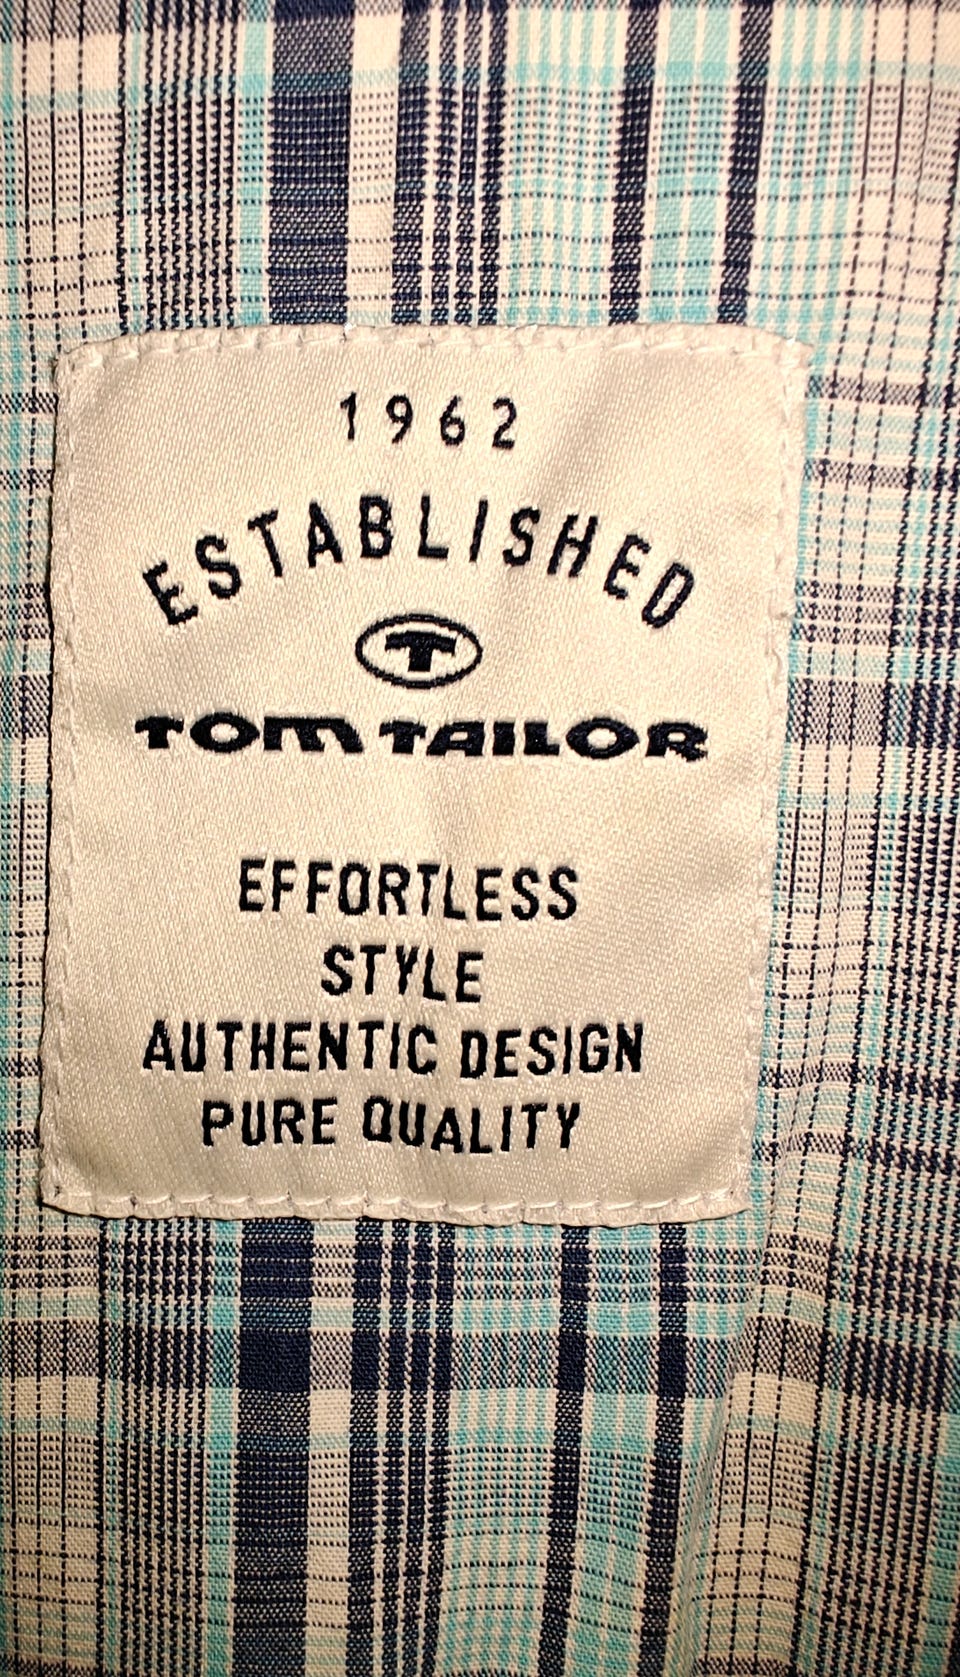 1962
ESTABLISHED
T
TOM TAILOR
EFFORTLESS
STYLE
AUTHENTIC DESIGN
PURE QUALITY